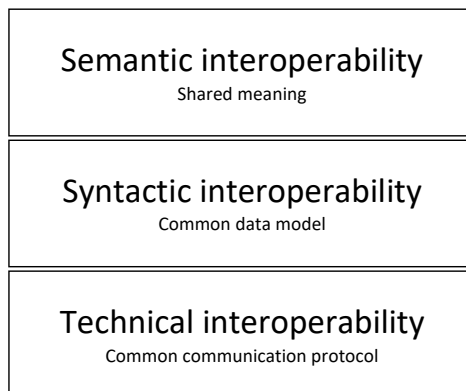 Semantic interoperability
Shared meaning
Syntactic interoperability
Common data model
Technical interoperability
Common communication protocol